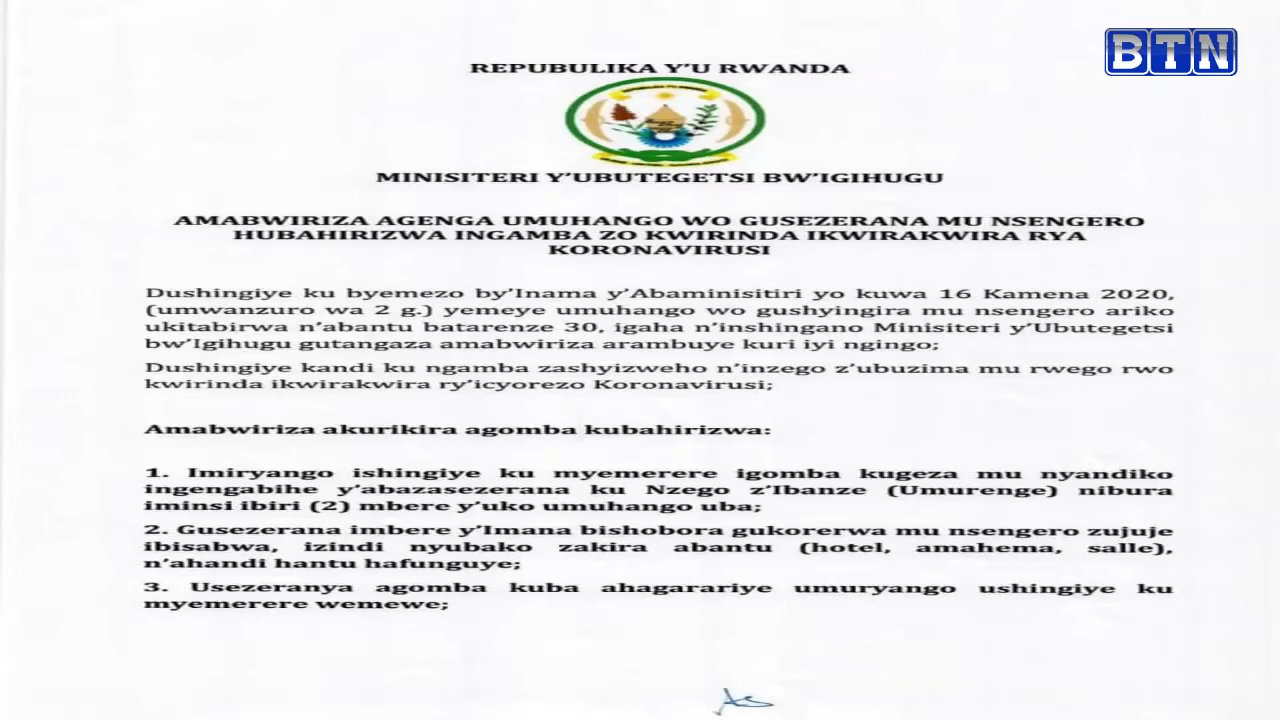 BTN
REPUBULIKA Y'U RWANDA
MINISITERI Y'UBUTEGETSI BW'IGIHUGU
AMABWIRIZA AGENGA UMUHANGO WO GUSEZERANA MU NSENGERO
HUBAHIRIZWA INGAMBA ZO KWIRINDA IKWIRAKWIRA RYA
KORONAVIRUSI
Dushingiye ku byemezo by'Inama y'Abaminisitiri yo kuwa 16 Kamena 2020,
(umwanzuro wa 2 g.) yemeye umuhango wo gushyingira mu nsengero ariko
ukitabirwa n'abantu batarenze 30, igaha n'inshingano Minisiteri y'Ubutegetsi
bw'Igihugu gutangaza amabwiriza arambuye kuri iyi ngingo;
Dushingiye kandi ku ngamba zashyizweho n'inzego z'ubuzima mu rwego rwo
kwirinda ikwirakwira ry'icyorezo Koronavirusi;
Amabwiriza akurikira agomba kubahirizwa:
1. Imiryango ishingiye ku myemerere igomba kugeza mu nyandiko
ingengabihe y'abazasezerana ku Nzego z'Ibanze (Umurenge) nibura
iminsi ibiri (2) mbere y'uko umuhango uba;
2. Gusezerana imbere y'Imana bishobora gukorerwa mu nsengero zujuje
ibisabwa, izindi nyubako zakira abantu (hotel, amahema, salle),
n'ahandi hantu hafunguye;
3. Usezeranya agomba kuba ahagarariye umuryango ushingiye ku
myemerere wemewe;